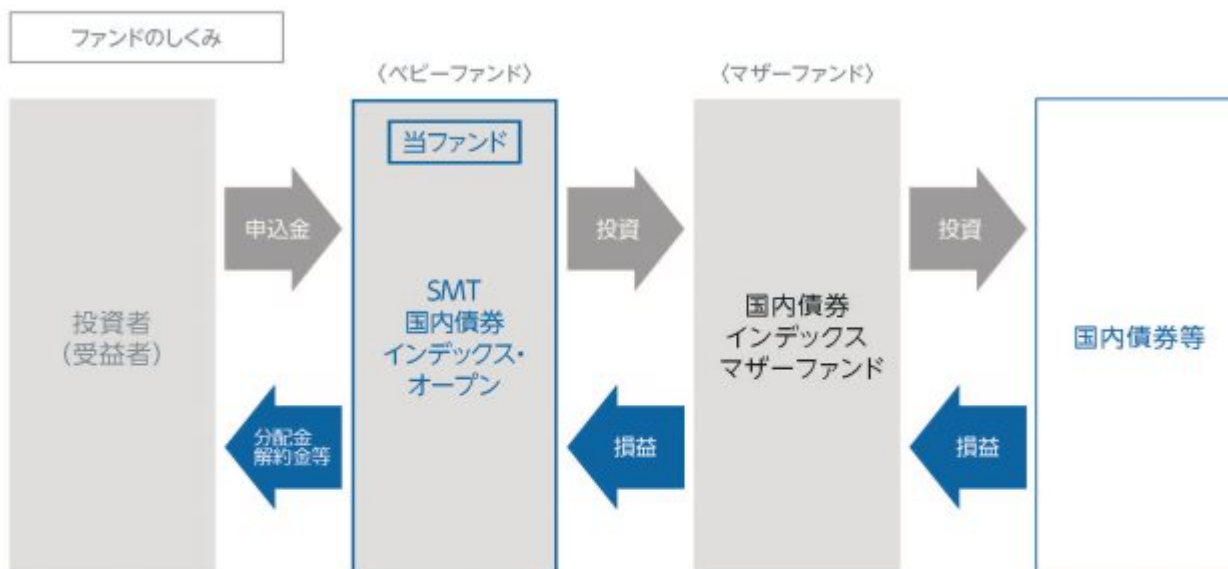 ファンドのしくみ
〈ベビーファンド〉
〈マザーファンド〉
投資者
(受益者)
申込金
分配金
解約金等
当ファンド
SMT
国内債券
インデックス・
オープン
投資
損益
国内債券
インデックス
マザーファンド
投資
損益
国内債券等